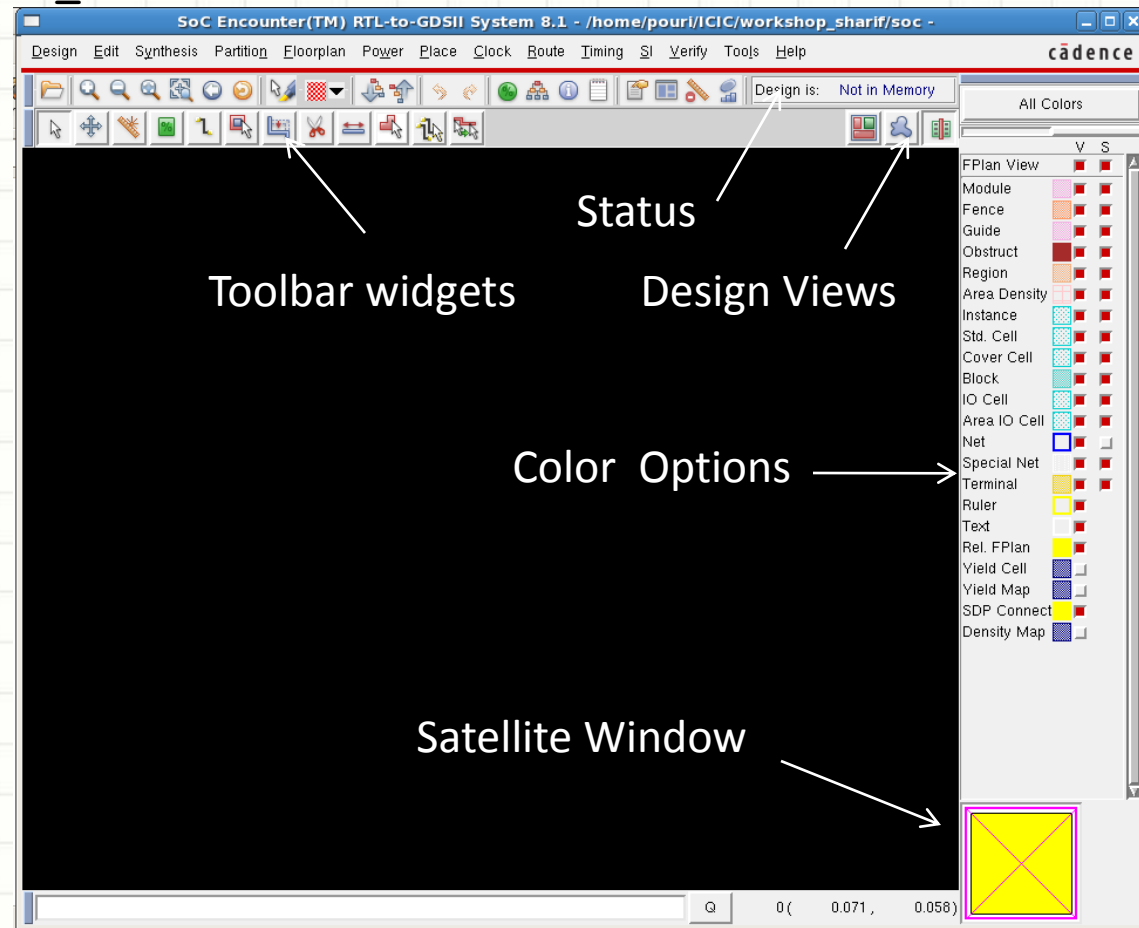 SoC Encounter(TM) RTL-to-GDSII System 8.1 - /home/pouri/ICIC/workshop_sharif/soc -
Design Edit Synthesis Partition Floorplan Power Place Clock Route Timing SI Verify Tools Help
cādence
Design is: Not in Memory
All Colors
V S
FPlan View
Module
Fence
Guide
Obstruct
Region
Area Density
Instance
Std. Cell
Cover Cell
Block
IO Cell
Area IO Cell
Net
Special Net
Terminal
Ruler
Text
Rel. FPlan
Yield Cell
Yield Map
SDP Connect
Density Map
Status
Toolbar widgets
Design Views
Color Options
Satellite Window
Q
0 ( 0.071 , 0.058)